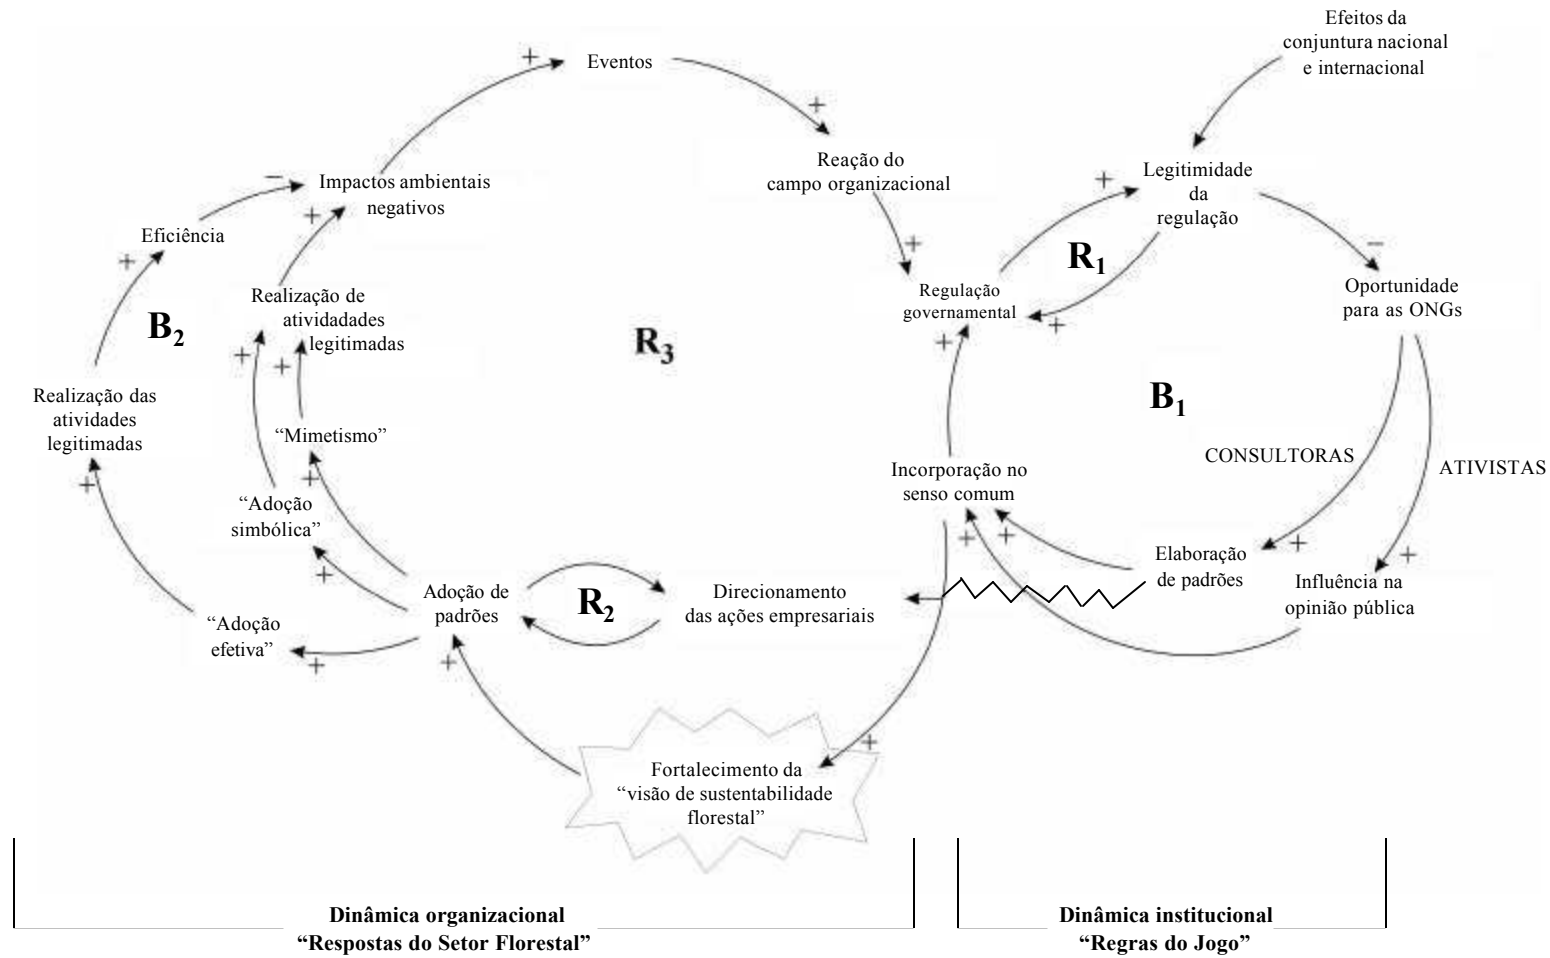 Efeitos da
conjuntura nacional
e internacional
+
Eventos
+
Reação do
campo organizacional
Legitimidade
da
regulação
+
−
Impactos ambientais
negativos
+
+
R1
−
Eficiência
+
B2
Realização de
atividadades
legitimadas
+
+
R3
Regulação
governamental
+
+
Oportunidade
para as ONGs
B1
Realização das
atividades
legitimadas
+
“Mimetismo”
+
“Adoção
simbólica”
+
Incorporação no
senso comum
+
+
CONSULTORAS
ATIVISTAS
+
+
Elaboração
de padrões
Influência na
opinião pública
Adoção de
padrões
R2
Direcionamento
das ações empresariais
“Adoção
efetiva”
+
+
+
Fortalecimento da
“visão de sustentabilidade
florestal”
Dinâmica organizacional
“Respostas do Setor Florestal”
Dinâmica institucional
“Regras do Jogo”